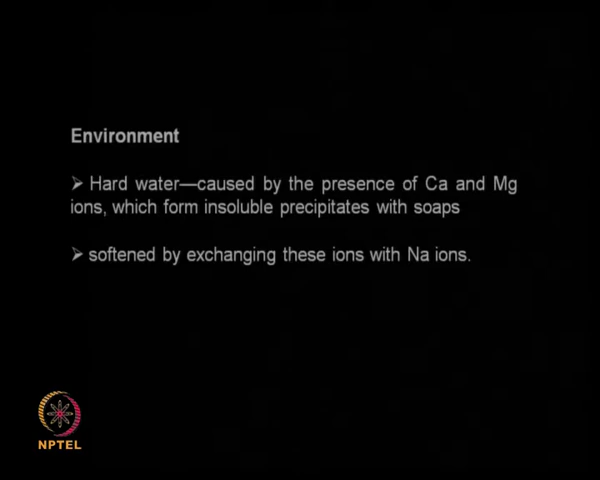 Environment
➢ Hard water—caused by the presence of Ca and Mg
ions, which form insoluble precipitates with soaps
➢ softened by exchanging these ions with Na ions.
NPTEL